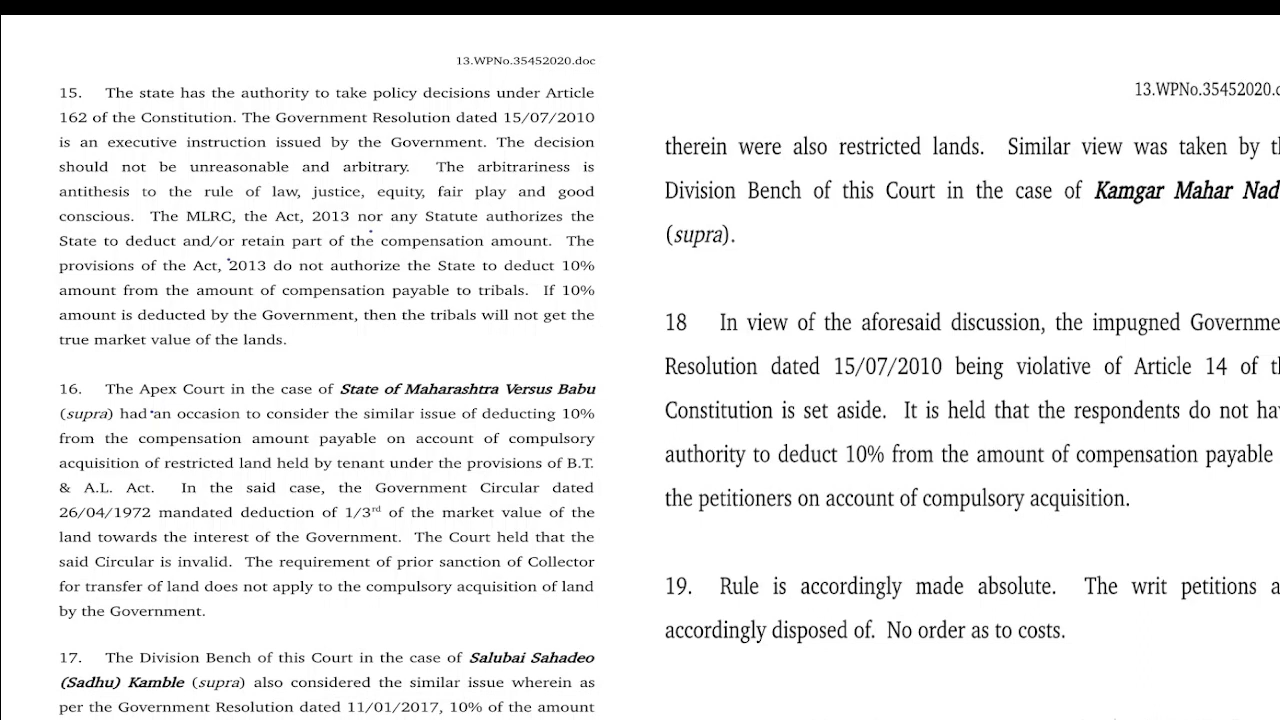 13.WPNo.35452020.doc
15. The state has the authority to take policy decisions under Article
162 of the Constitution. The Government Resolution dated 15/07/2010
is an executive instruction issued by the Government. The decision
should not be unreasonable and arbitrary. The arbitrariness is
antithesis to the rule of law, justice, equity, fair play and good
conscious. The MLRC, the Act, 2013 nor any Statute authorizes the
State to deduct and/or retain part of the compensation amount. The
provisions of the Act, 2013 do not authorize the State to deduct 10%
amount from the amount of compensation payable to tribals. If 10%
amount is deducted by the Government, then the tribals will not get the
true market value of the lands.
16. The Apex Court in the case of State of Maharashtra Versus Babu
(supra) had an occasion to consider the similar issue of deducting 10%
from the compensation amount payable on account of compulsory
acquisition of restricted land held by tenant under the provisions of B.T.
& A.L. Act. In the said case, the Government Circular dated
26/04/1972 mandated deduction of 1/3rd of the market value of the
land towards the interest of the Government. The Court held that the
said Circular is invalid. The requirement of prior sanction of Collector
for transfer of land does not apply to the compulsory acquisition of land
by the Government.
17. The Division Bench of this Court in the case of Salubai Sahadeo
(Sadhu) Kamble (supra) also considered the similar issue wherein as
per the Government Resolution dated 11/01/2017, 10% of the amount
13.WPNo.35452020.d
therein were also restricted lands. Similar view was taken by
Division Bench of this Court in the case of Kamgar Mahar Nad
(supra).
18 In view of the aforesaid discussion, the impugned Governme
Resolution dated 15/07/2010 being violative of Article 14 of
Constitution is set aside. It is held that the respondents do not hav
authority to deduct 10% from the amount of compensation payable
the petitioners on account of compulsory acquisition.
19. Rule is accordingly made absolute. The writ petitions a
accordingly disposed of. No order as to costs.